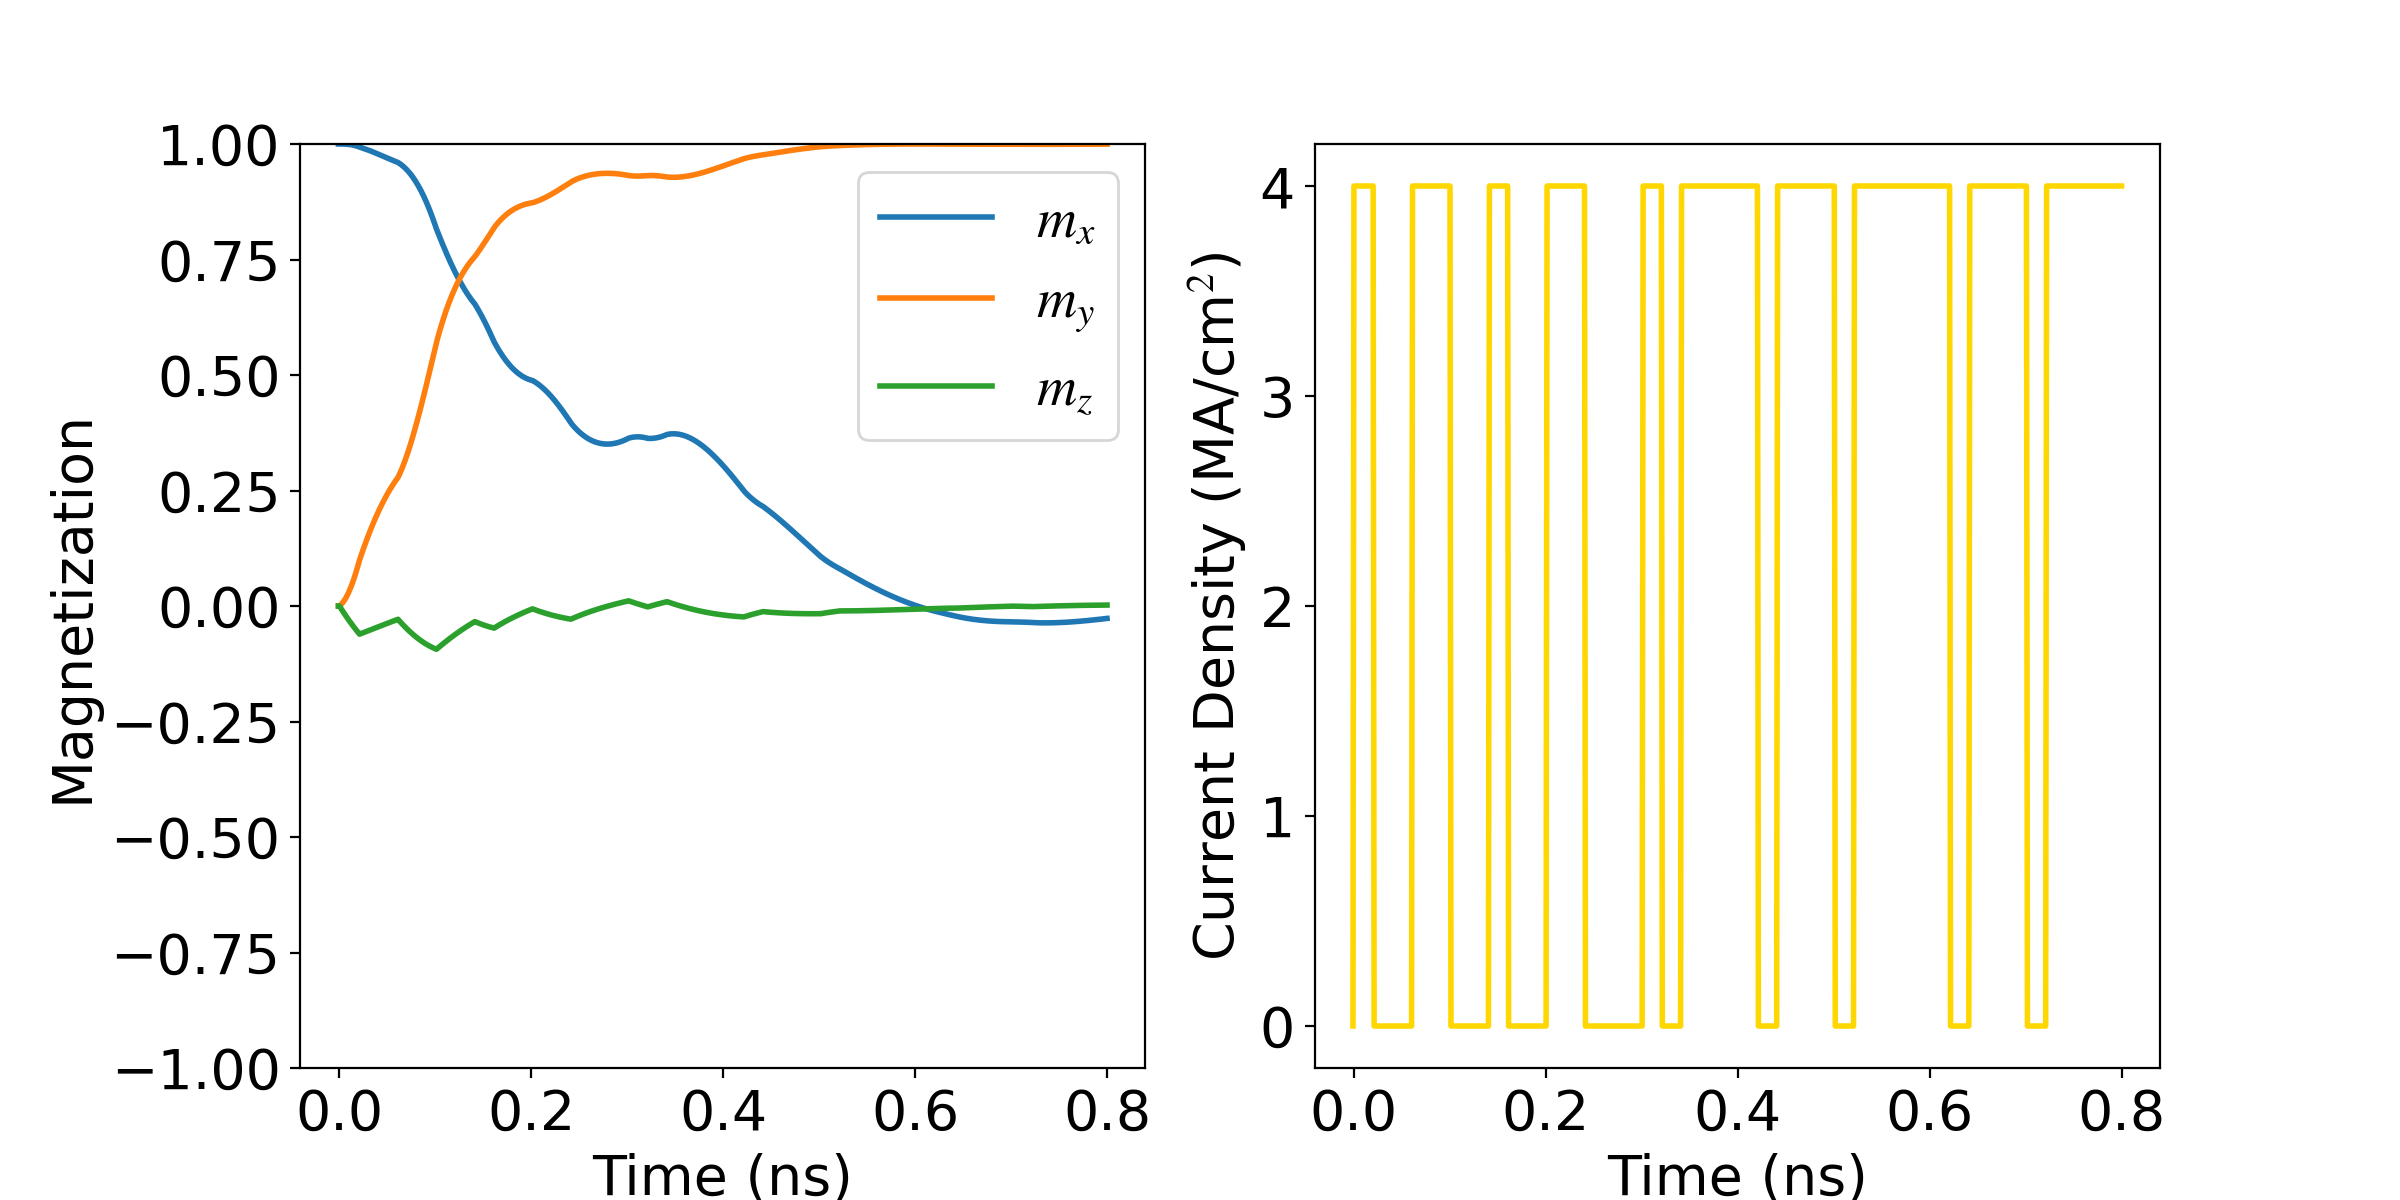 1.00
0.75
0.50
0.25
0.00
−0.25
−0.50
−0.75
−1.00
Magnetization
0.0 0.2 0.4 0.6 0.8
Time (ns)
m_x
m_y
m_z
4
3
2
1
0
Current Density (MA/cm²)
0.0 0.2 0.4 0.6 0.8
Time (ns)